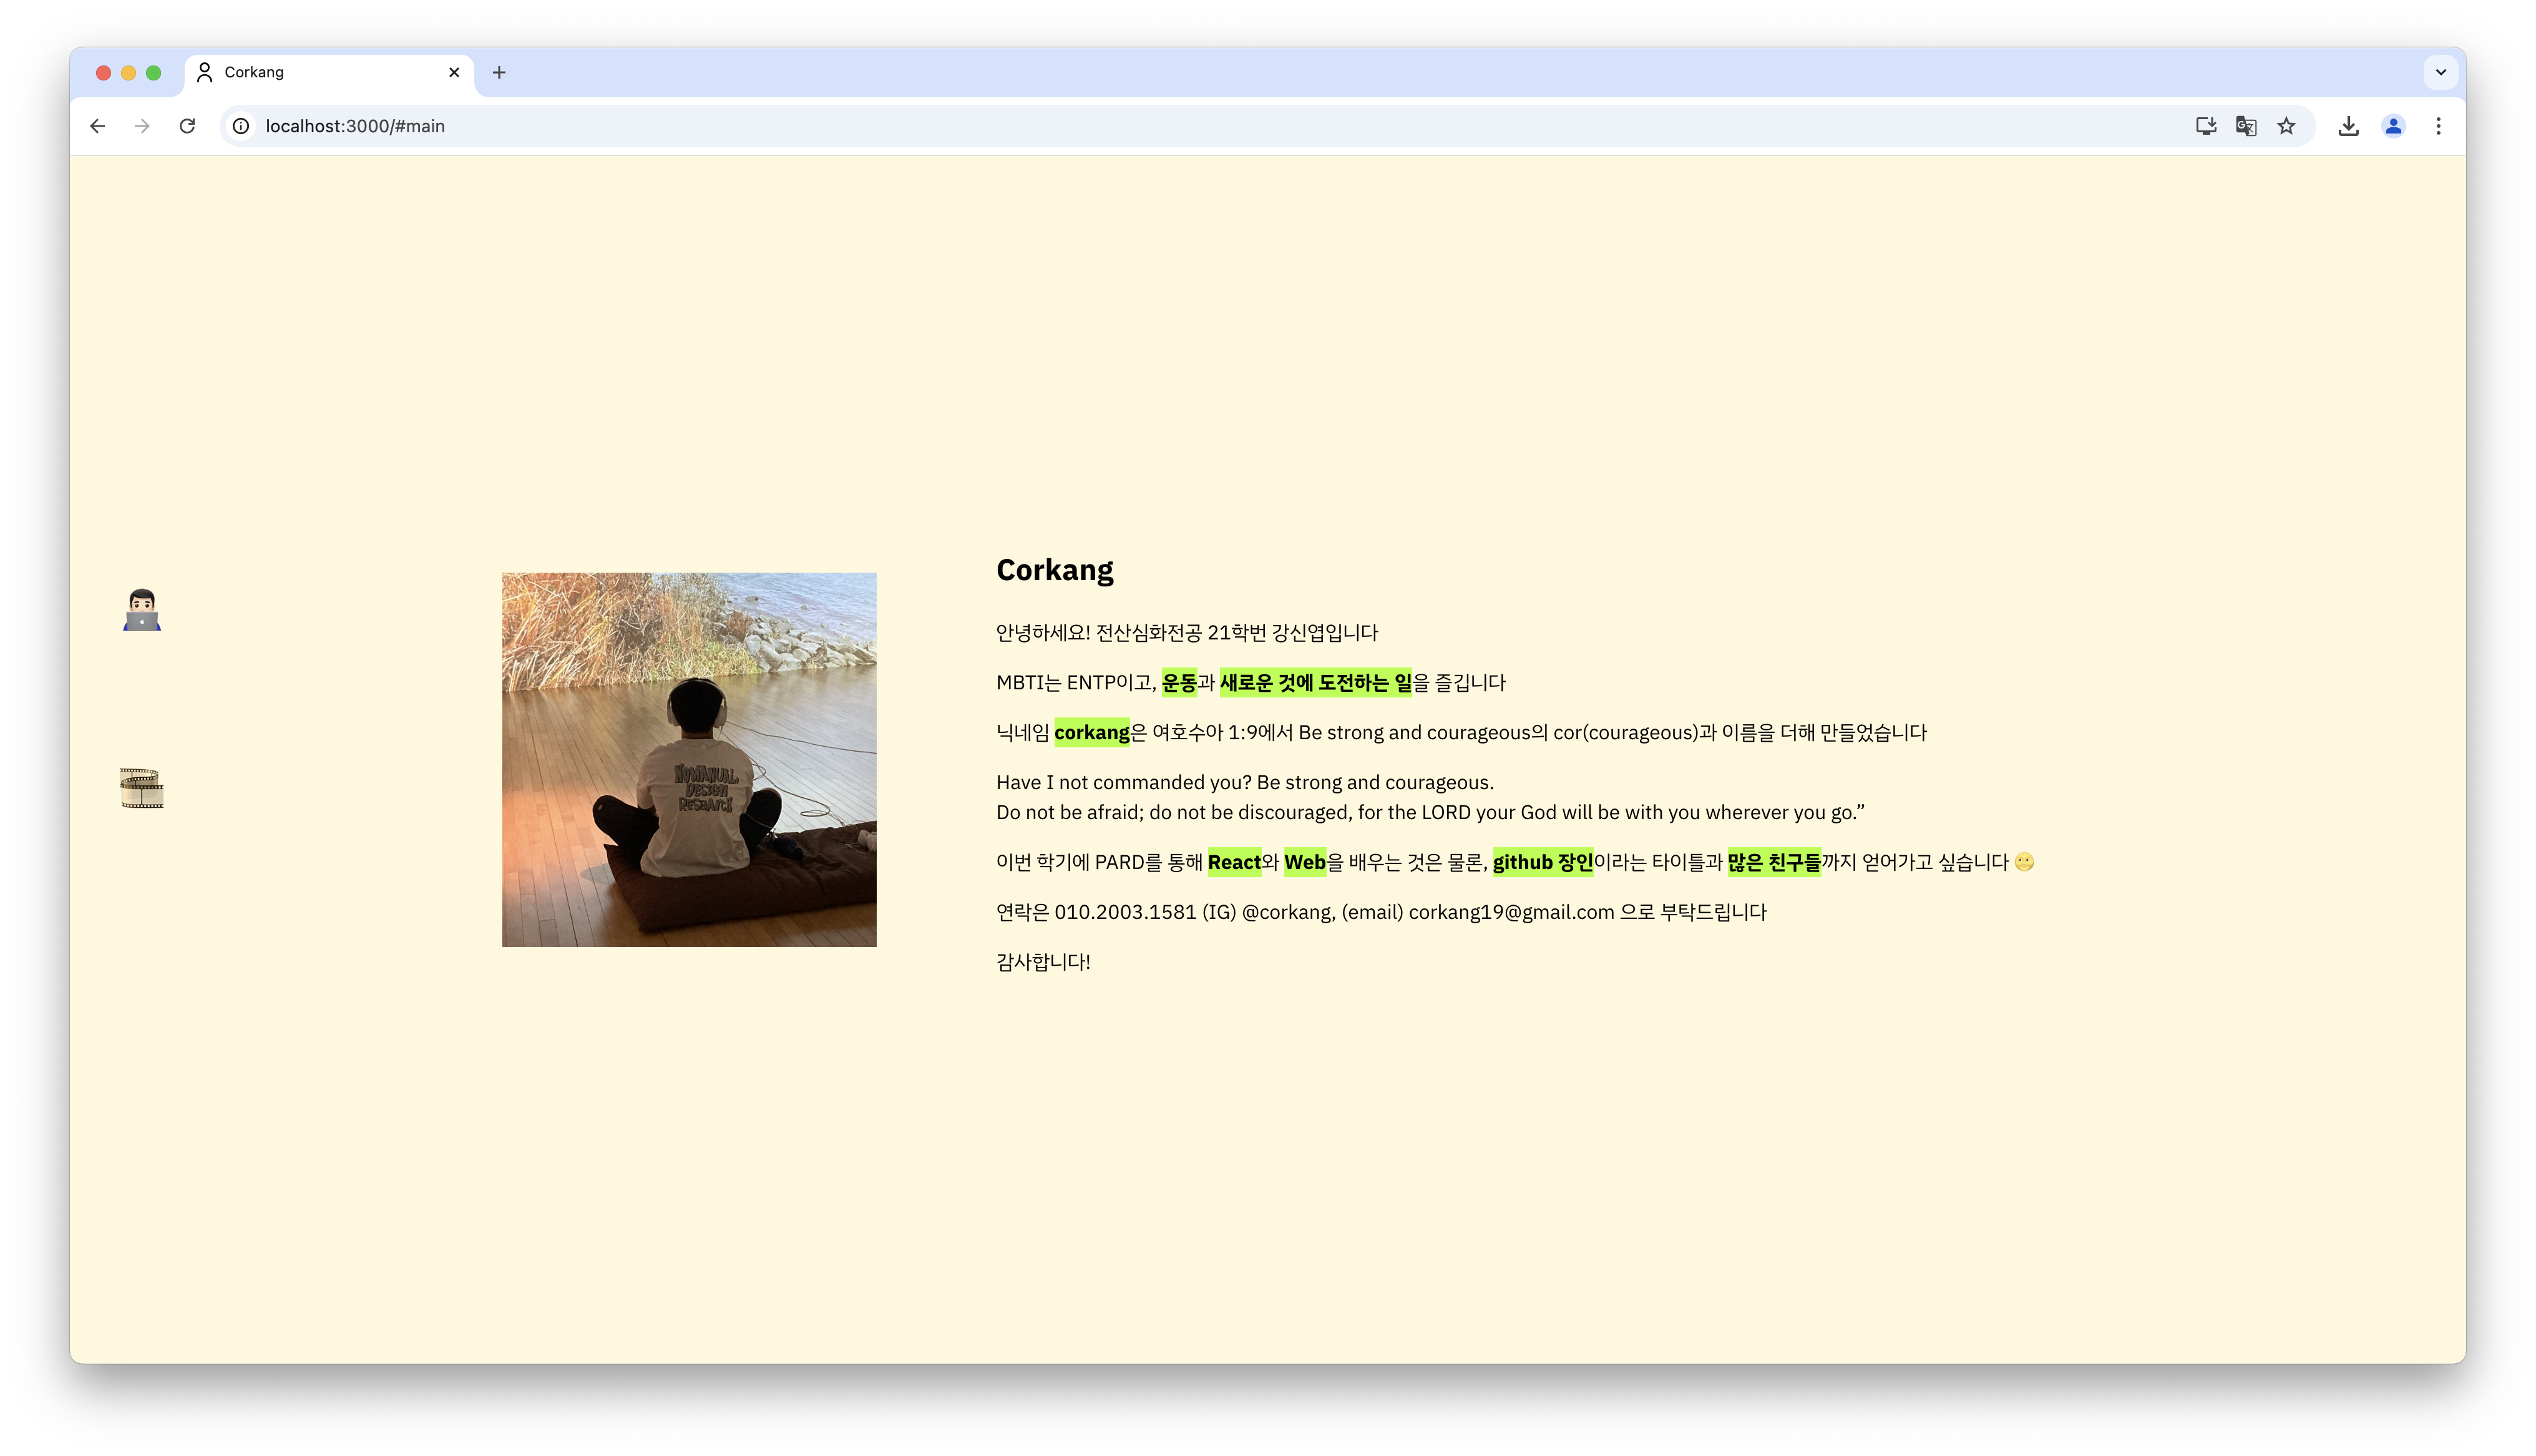 Corkang
localhost:3000/#main
Corkang
안녕하세요! 전산심화전공 21학번 강신엽입니다
MBTI는 ENTP이고, 운동과 새로운 것에 도전하는 일을 즐깁니다
닉네임 corkang은 여호수아 1:9에서 Be strong and courageous의 cor(courageous)과 이름을 더해 만들었습니다
NOMANUAL
DESIGN
RESEARCH
Have I not commanded you? Be strong and courageous.
Do not be afraid; do not be discouraged, for the LORD your God will be with you wherever you go.”
이번 학기에 PARD를 통해 React와 Web을 배우는 것은 물론, github 장인이라는 타이틀과 많은 친구들까지 얻어가고 싶습니다 😬
연락은 010.2003.1581 (IG) @corkang, (email) corkang19@gmail.com 으로 부탁드립니다
감사합니다!